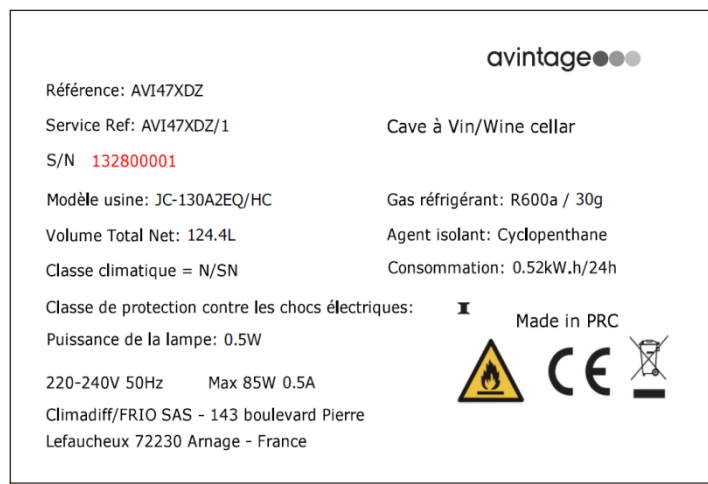 avintage
Référence: AVI47XDZ
Service Ref: AVI47XDZ/1
Cave à Vin/Wine cellar
S/N 132800001
Modèle usine: JC-130A2EQ/HC
Gas réfrigérant: R600a / 30g
Volume Total Net: 124.4L
Agent isolant: Cyclopenthane
Classe climatique = N/SN
Consommation: 0.52kW.h/24h
Classe de protection contre les chocs électriques: I
Made in PRC
Puissance de la lampe: 0.5W
CE
220-240V 50Hz Max 85W 0.5A
Climadiff/FRIO SAS - 143 boulevard Pierre
Lefaucheux 72230 Arnage - France